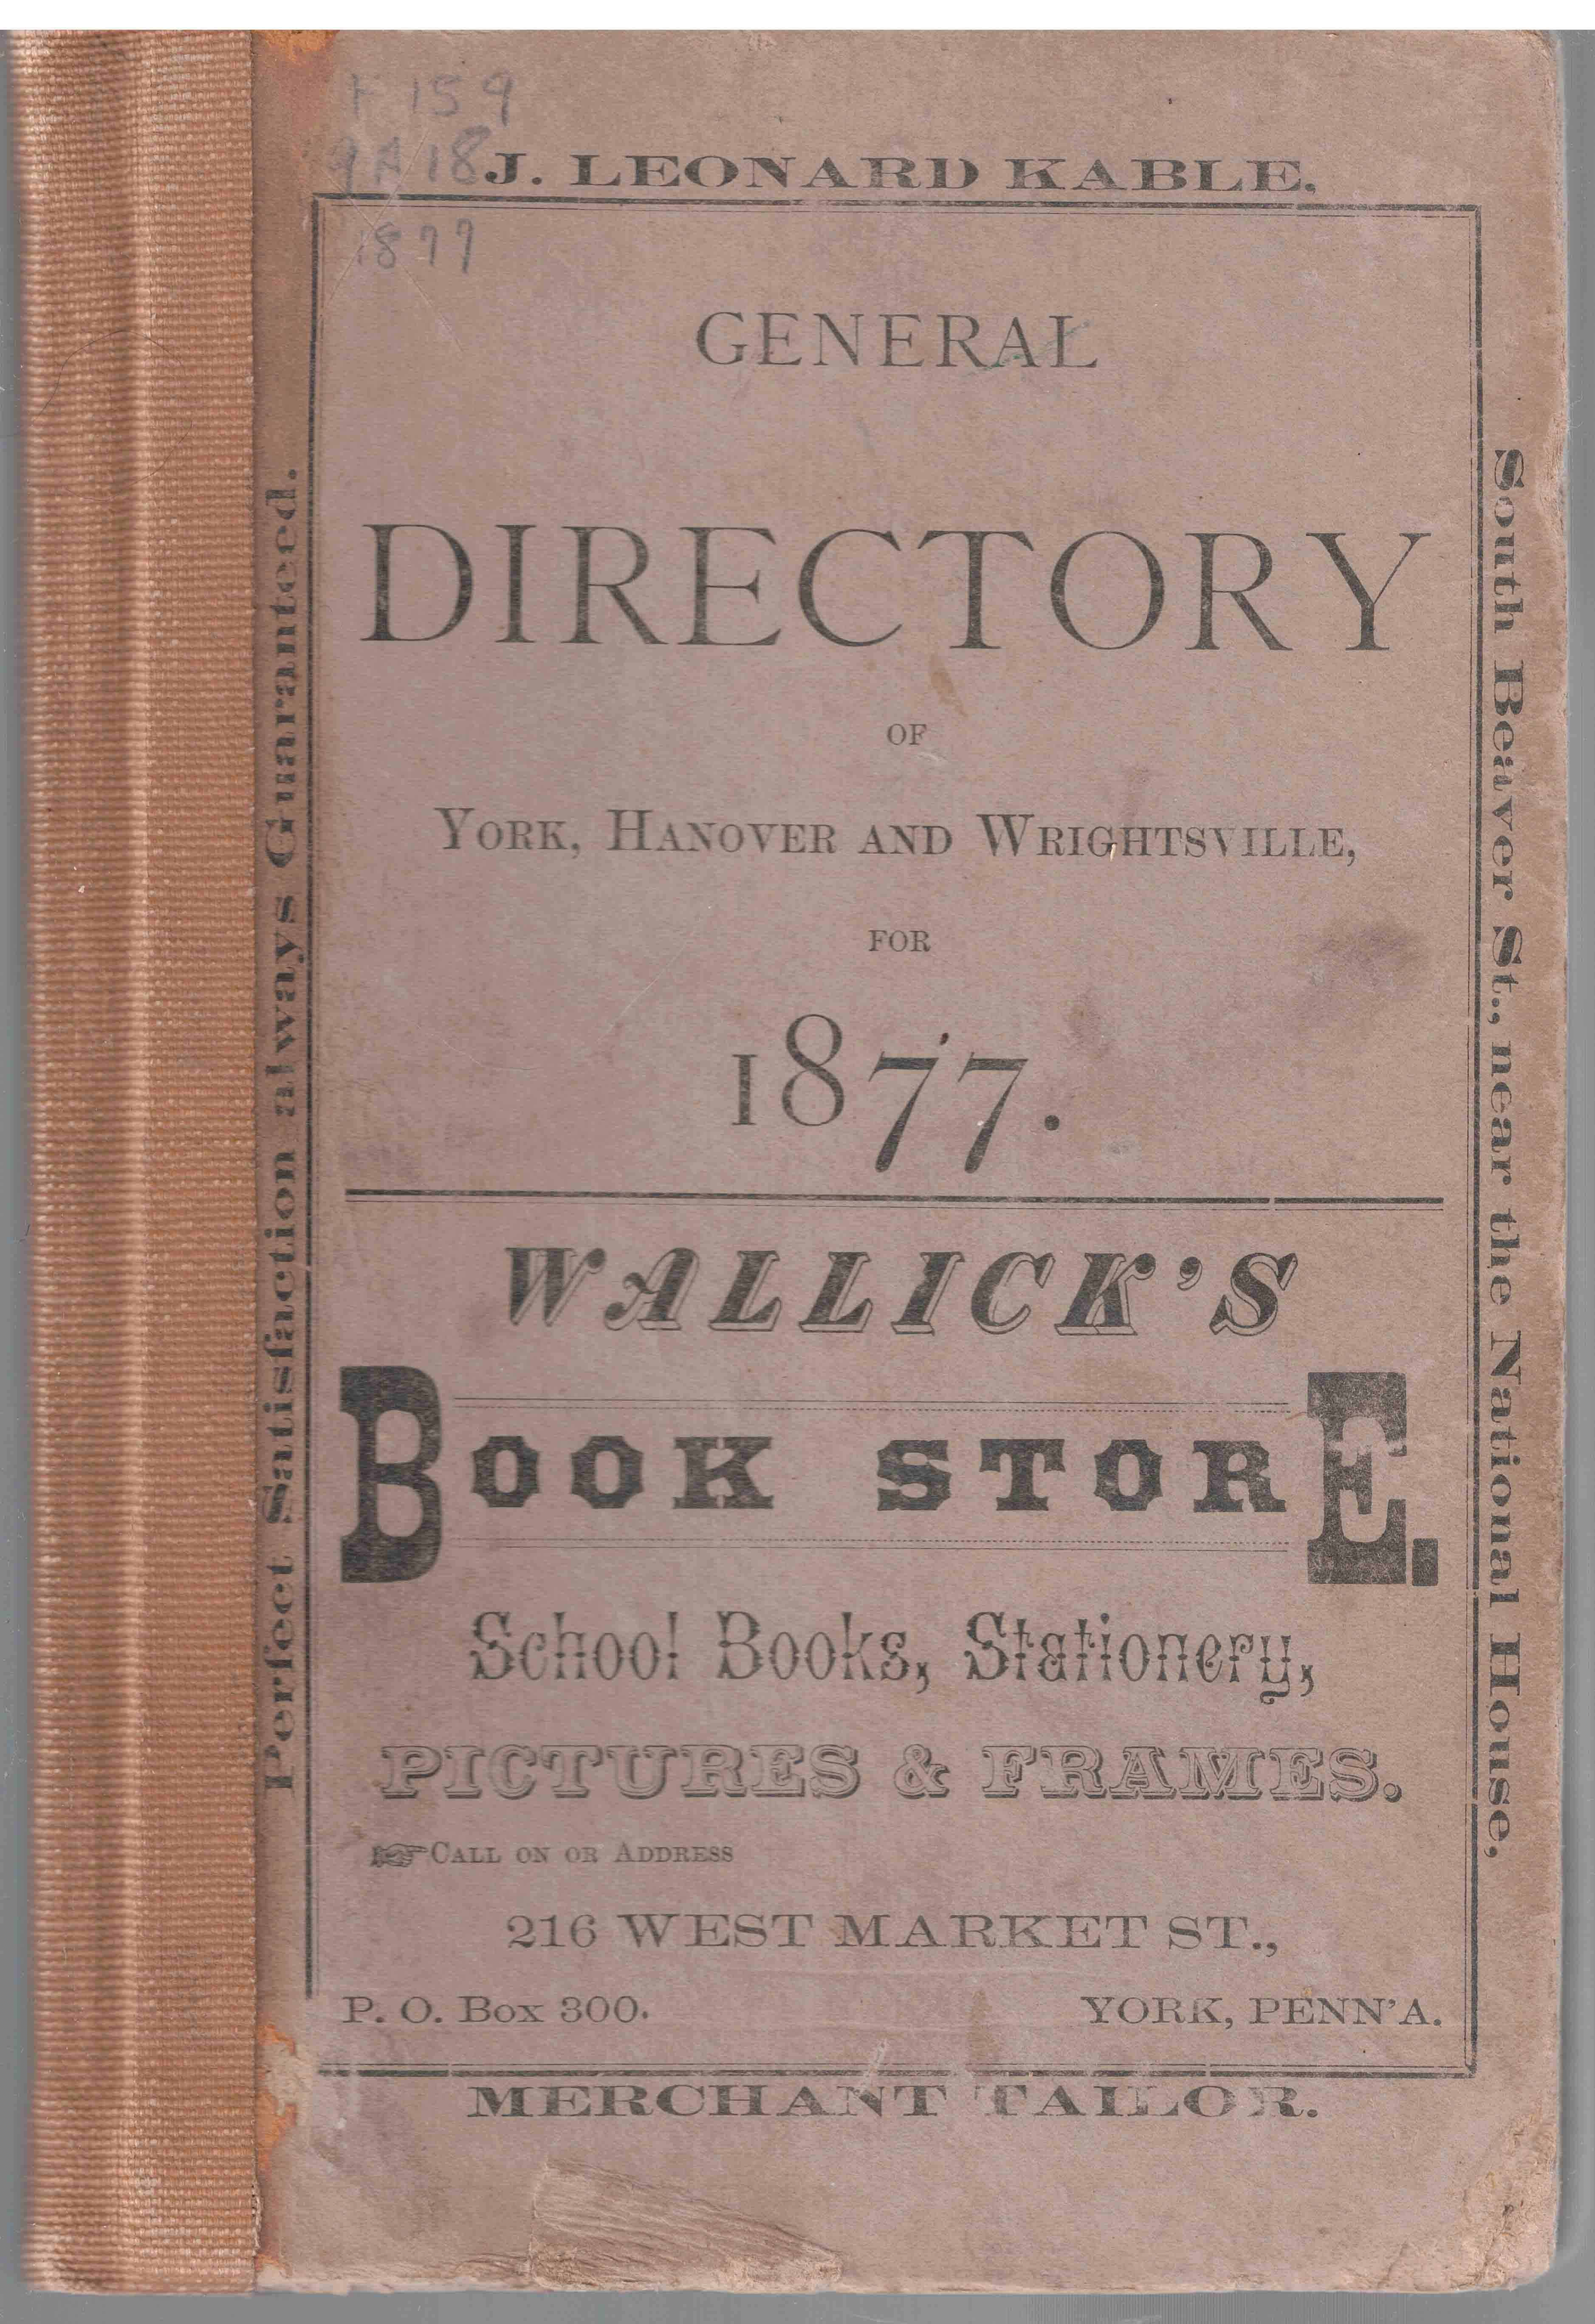 F 159
.9A18
1877
J. LEONARD KABLE,
GENERAL
DIRECTORY
OF
YORK, HANOVER AND WRIGHTSVILLE,
FOR
1877.
WALLICK'S
BOOK STORE.
School Books, Stationery,
PICTURES & FRAMES.
☞CALL ON OR ADDRESS
216 WEST MARKET ST.,
P. O. Box 300. YORK, PENN'A.
MERCHANT TAILOR.
South Beaver St., near the National House,
Perfect Satisfaction always Guaranteed.